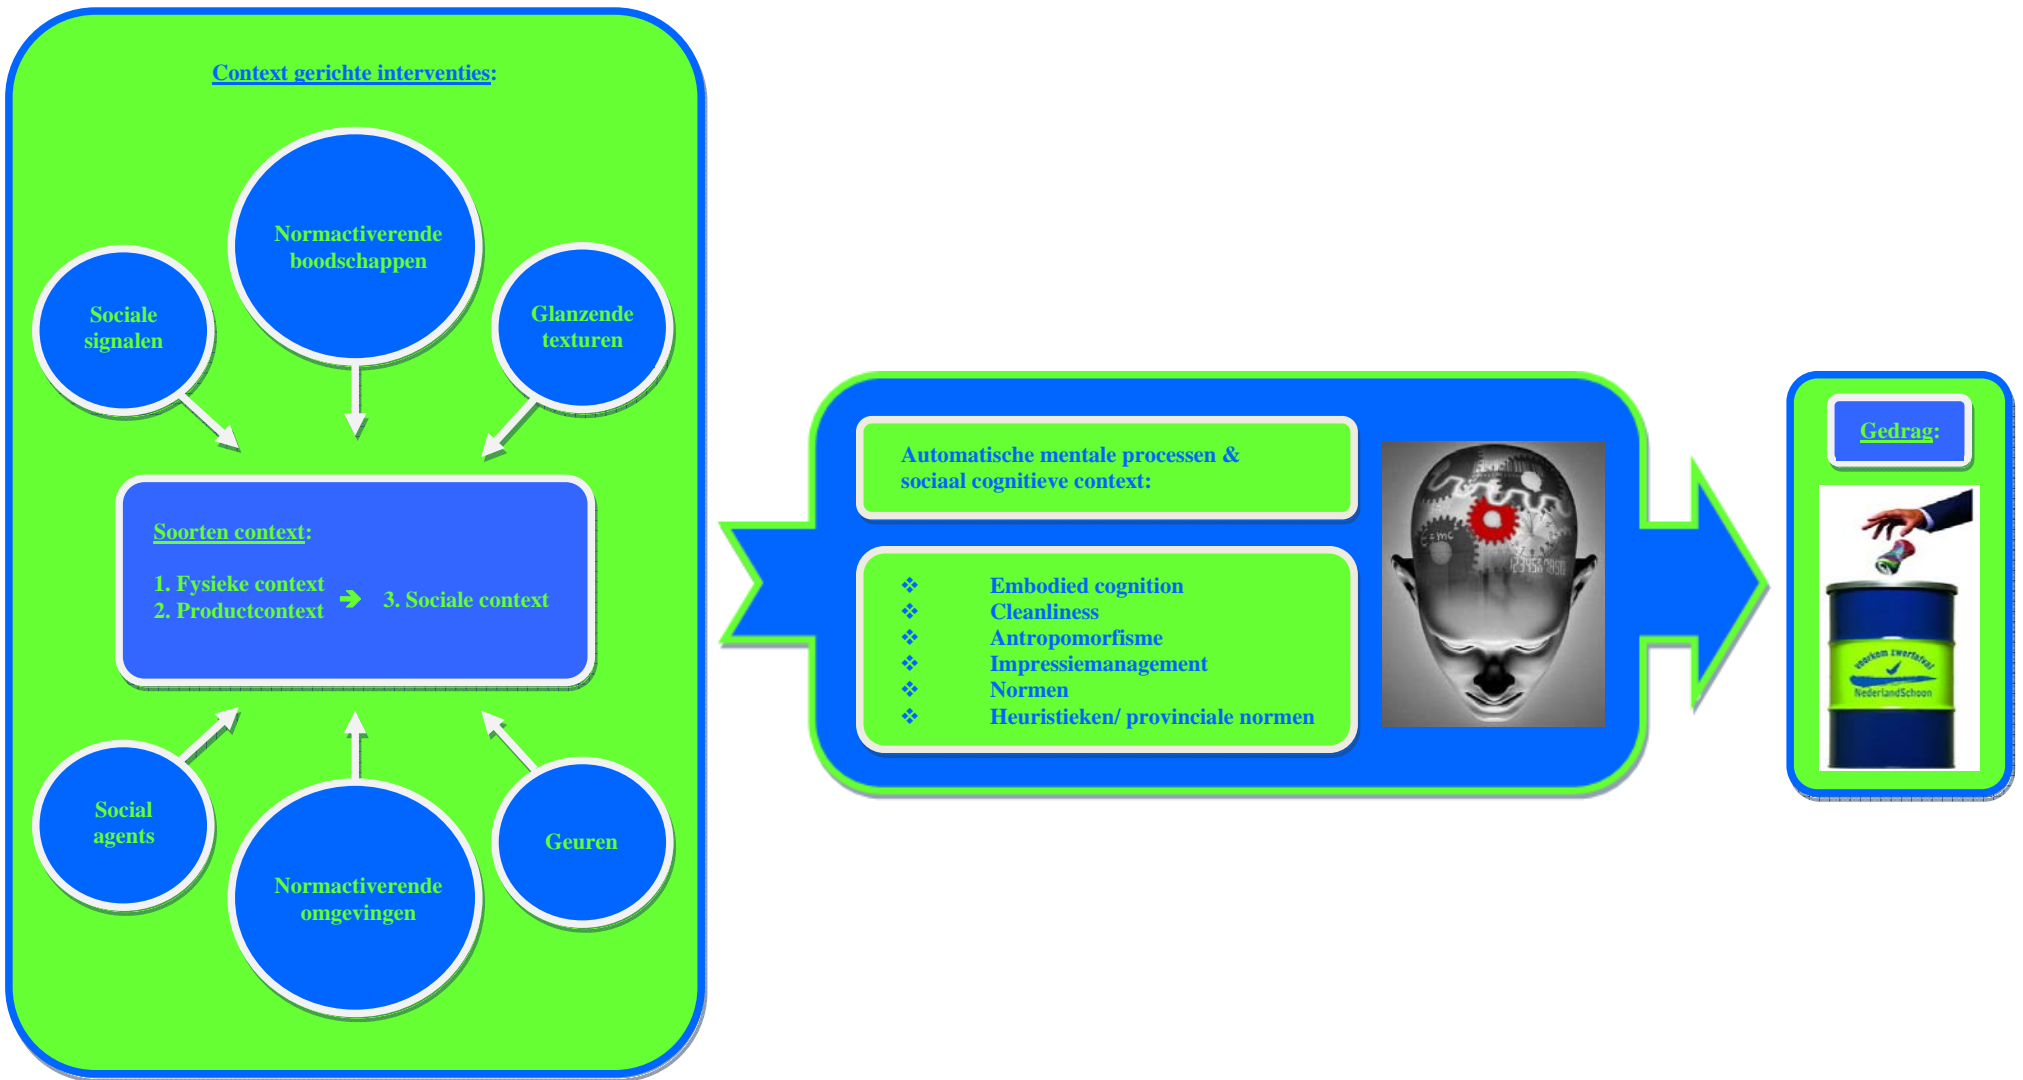 Context gerichte interventies:
Normactiverende
boodschappen
Sociale
signalen
Glanzende
texturen
Soorten context:
1. Fysieke context
2. Productcontext
➔ 3. Sociale context
Social
agents
Normactiverende
omgevingen
Geuren
Automatische mentale processen &
sociaal cognitieve context:
❖ Embodied cognition
❖ Cleanliness
❖ Antropomorfisme
❖ Impressiemanagement
❖ Normen
❖ Heuristieken/ provinciale normen
Gedrag:
voorkom zwerfafval
NederlandSchoon